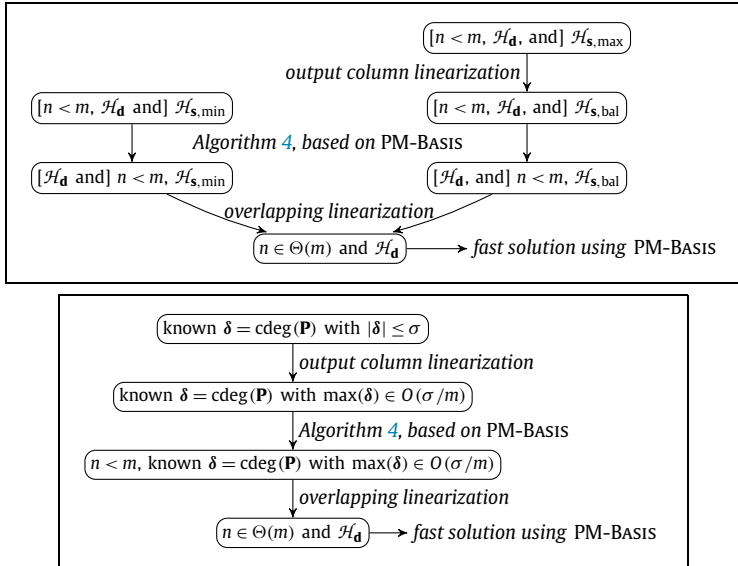 [n < m, ℋ_d, and] ℋ_s,max
output column linearization
[n < m, ℋ_d and] ℋ_s,min
[n < m, ℋ_d, and] ℋ_s,bal
Algorithm 4, based on PM-Basis
[ℋ_d and] n < m, ℋ_s,min
[ℋ_d, and] n < m, ℋ_s,bal
overlapping linearization
n ∈ Θ(m) and ℋ_d
fast solution using PM-Basis
known δ = cdeg(P) with |δ| ≤ σ
output column linearization
known δ = cdeg(P) with max(δ) ∈ O(σ/m)
Algorithm 4, based on PM-Basis
n < m, known δ = cdeg(P) with max(δ) ∈ O(σ/m)
overlapping linearization
n ∈ Θ(m) and ℋ_d
fast solution using PM-Basis